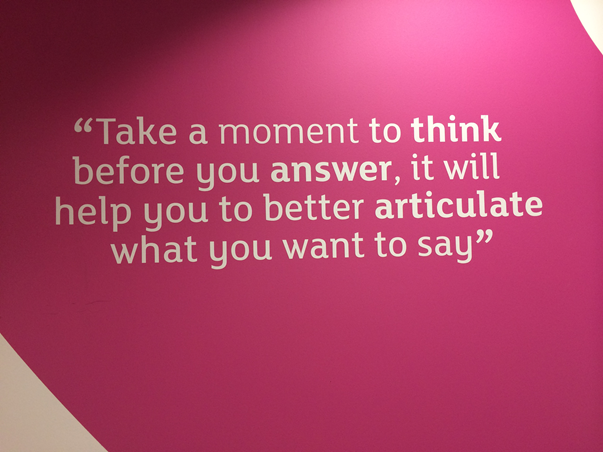 “Take a moment to think
before you answer, it will
help you to better articulate
what you want to say”